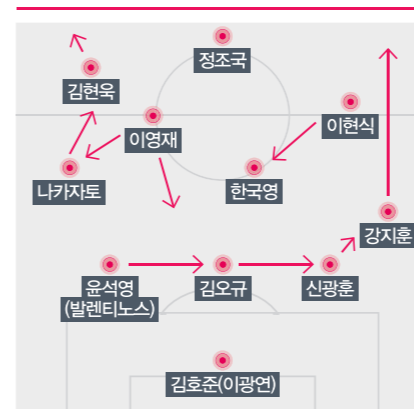 정조국
김현욱
이영재
이현식
나카자토
한국영
강지훈
윤석영
(발렌티노스)
김오규
신광훈
김호준(이광연)